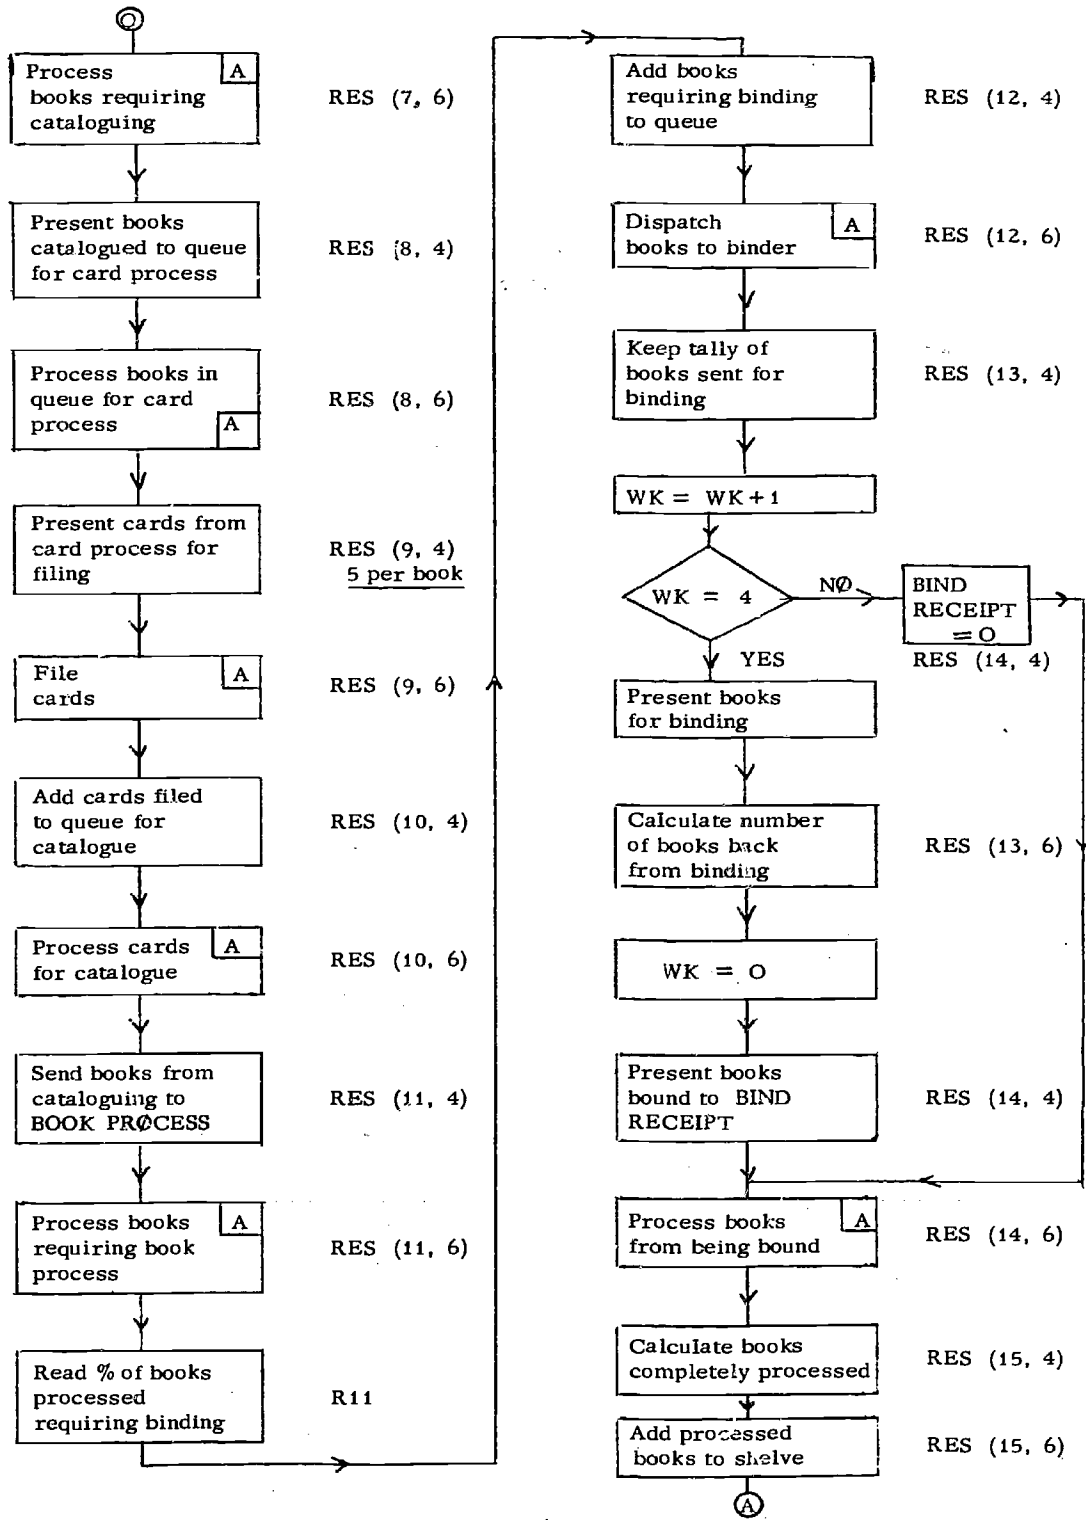 Process
A
books requiring
cataloguing
RES (7, 6)
Present books
catalogued to queue
for card process
RES (8, 4)
Process books in
queue for card
process
A
RES (8, 6)
Present cards from
card process for
filing
RES (9, 4)
5 per book
File
A
cards
RES (9, 6)
Add cards filed
to queue for
catalogue
RES (10, 4)
Process cards
A
for catalogue
RES (10, 6)
Send books from
cataloguing to
BOOK PRØCESS
RES (11, 4)
Process books
A
requiring book
process
RES (11, 6)
Read % of books
processed
requiring binding
R11
Add books
requiring binding
to queue
RES (12, 4)
Dispatch
A
books to binder
RES (12, 6)
Keep tally of
books sent for
binding
RES (13, 4)
WK = WK+1
WK = 4
NØ
BIND
RECEIPT
= O
RES (14, 4)
YES
Present books
for binding
Calculate number
of books back
from binding
RES (13, 6)
WK = O
Present books
bound to BIND
RECEIPT
RES (14, 4)
Process books
A
from being bound
RES (14, 6)
Calculate books
completely processed
RES (15, 4)
Add processed
books to shelve
RES (15, 6)
A